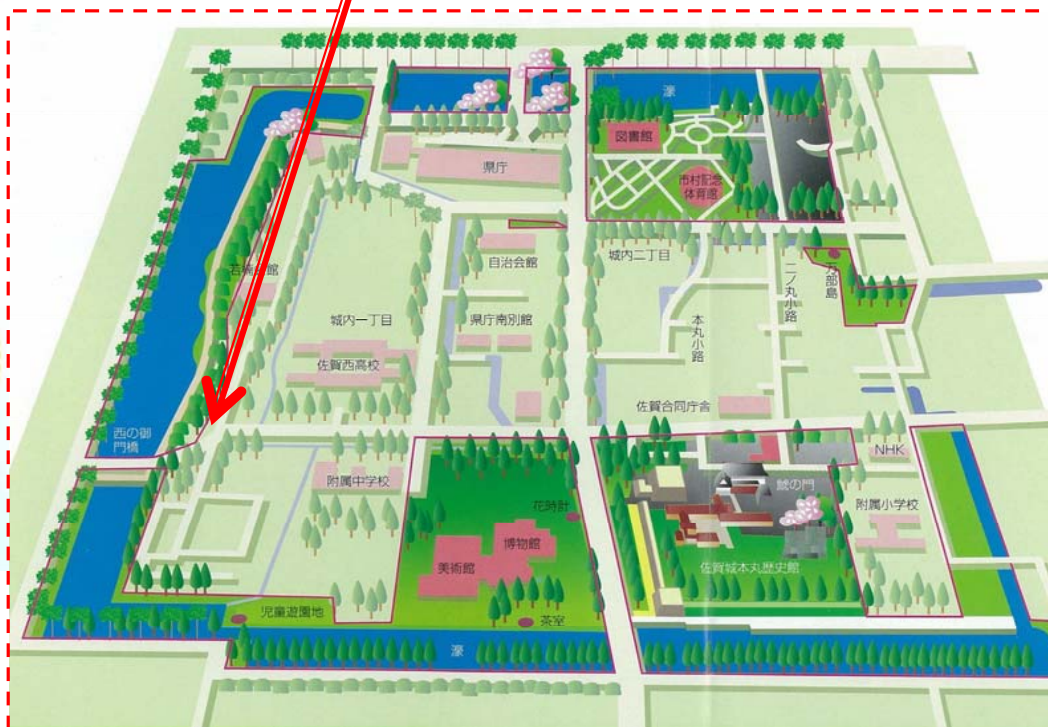 濠
図書館
県庁
市村記念
体育館
自治会館
城内二丁目
二ノ丸小路
万部島
城内一丁目
県庁南別館
本丸小路
佐賀西高校
佐賀合同庁舎
西の御
門橋
NHK
附属中学校
鯱の門
花時計
附属小学校
博物館
美術館
佐賀城本丸歴史館
児童遊園地
茶室
濠